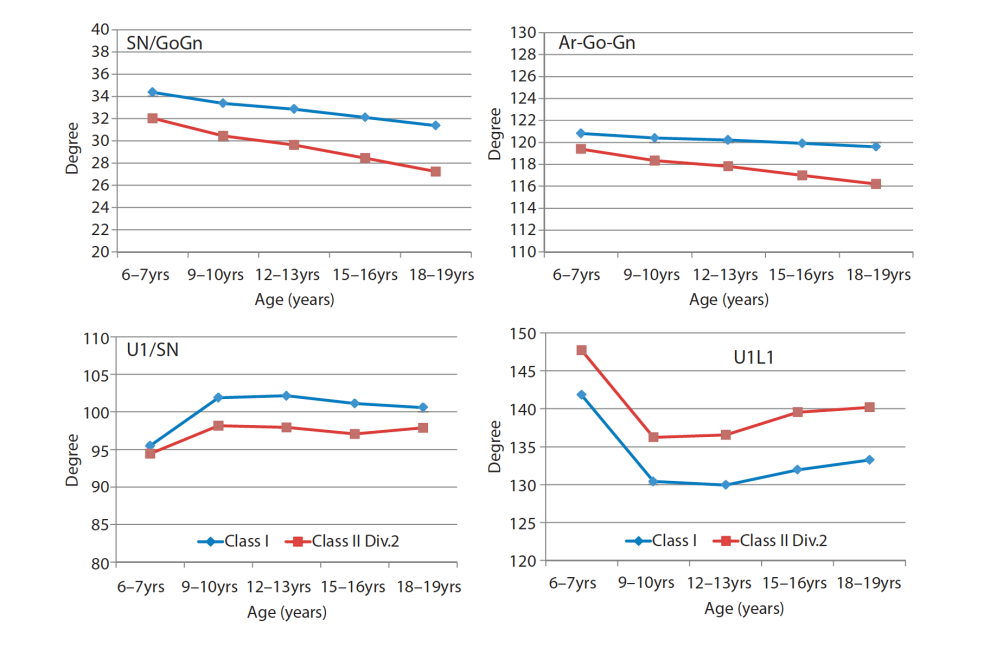 SN/GoGn
40
38
36
34
32
30
28
26
24
22
20
Degree
6–7yrs 9–10yrs 12–13yrs 15–16yrs 18–19yrs
Age (years)
Ar-Go-Gn
130
128
126
124
122
120
118
116
114
112
110
Degree
6–7yrs 9–10yrs 12–13yrs 15–16yrs 18–19yrs
Age (years)
U1/SN
110
105
100
95
90
85
80
Degree
Class I Class II Div.2
6–7yrs 9–10yrs 12–13yrs 15–16yrs 18–19yrs
Age (years)
U1L1
150
145
140
135
130
125
120
Degree
Class I Class II Div.2
6–7yrs 9–10yrs 12–13yrs 15–16yrs 18–19yrs
Age (years)